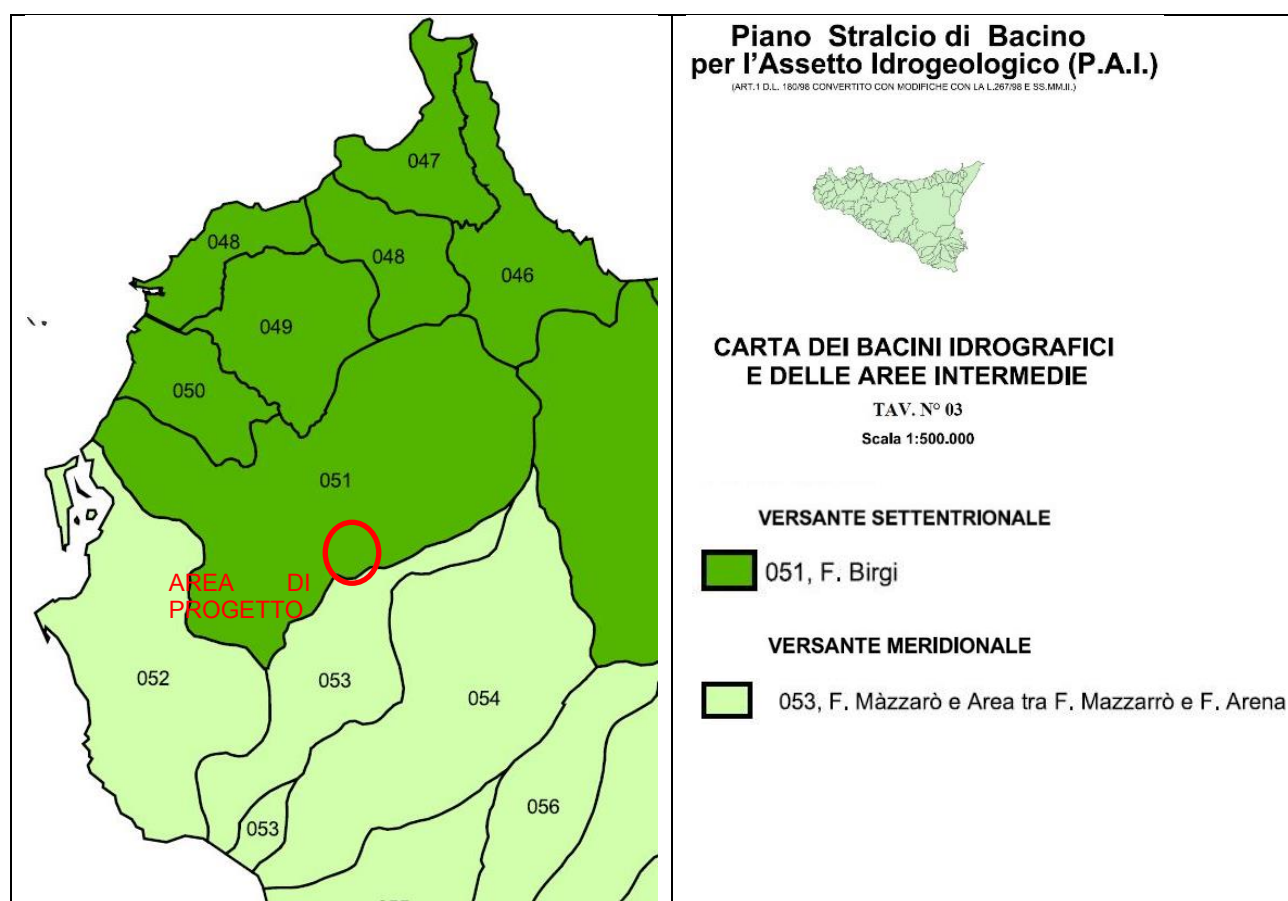 047
048
048
046
049
050
051
AREA DI
PROGETTO
052
053
054
056
053
Piano Stralcio di Bacino
per l'Assetto Idrogeologico (P.A.I.)
(ART.1 D.L. 180/98 CONVERTITO CON MODIFICHE CON LA L.267/98 E SS.MM.II.)
CARTA DEI BACINI IDROGRAFICI
E DELLE AREE INTERMEDIE
TAV. N° 03
Scala 1:500.000
VERSANTE SETTENTRIONALE
051, F. Birgi
VERSANTE MERIDIONALE
053, F. Màzzarò e Area tra F. Mazzarrò e F. Arena